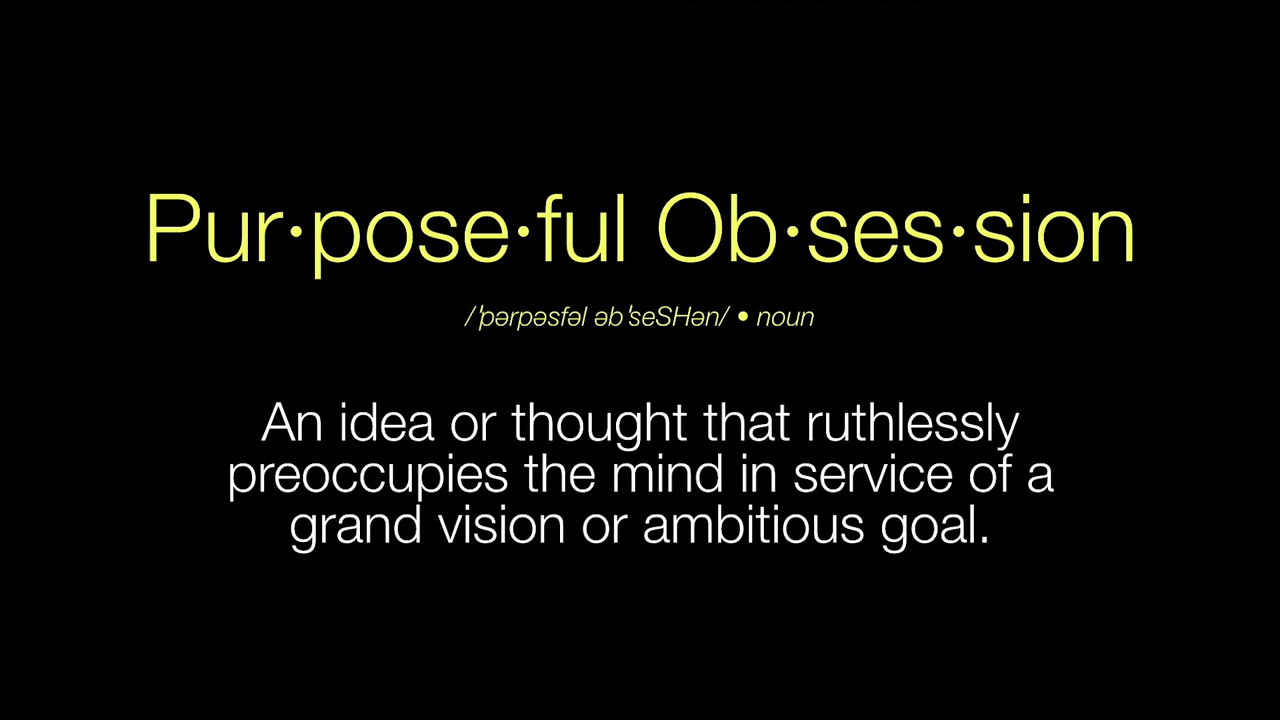 Pur·pose·ful Ob·ses·sion
/ˈpərpəsfəl əbˈseSHən/ • noun
An idea or thought that ruthlessly
preoccupies the mind in service of a
grand vision or ambitious goal.